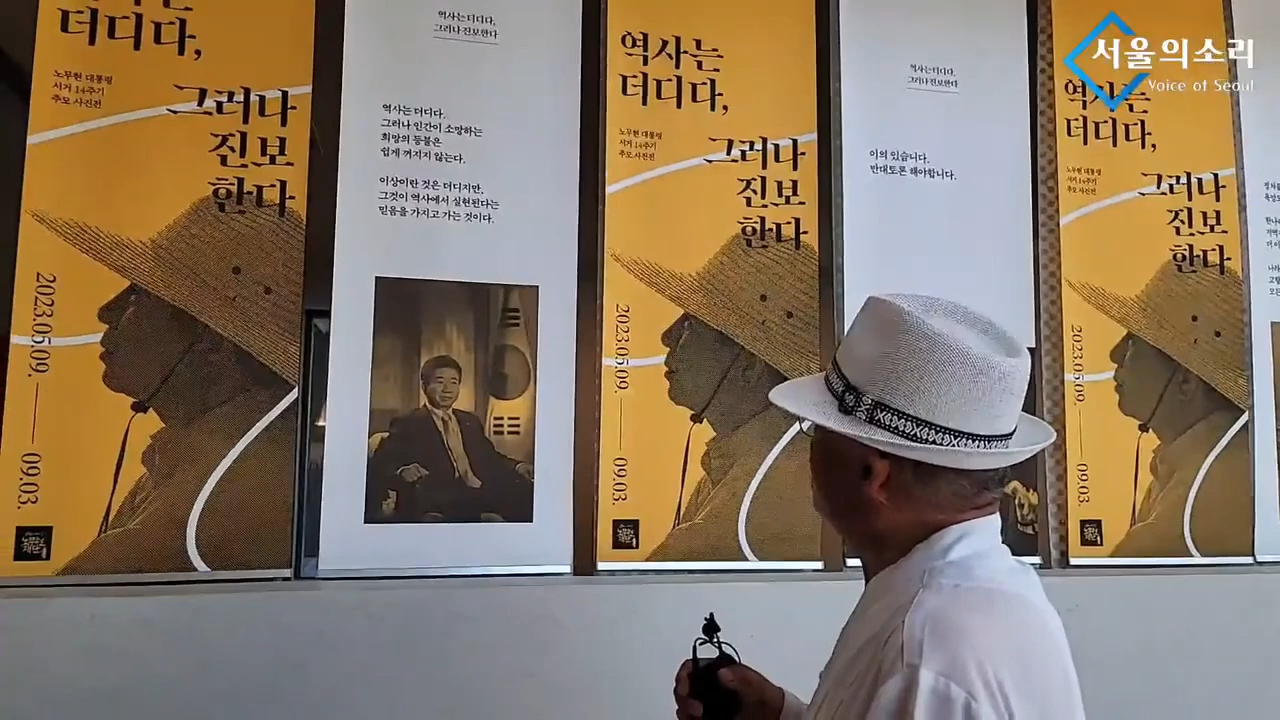 더디다,
노무현 대통령
서거 14주기
추모 사진전
그러나
진보
한다
2023.05.09.
09.03.
노무현
재단
역사는 더디다,
그러나 진보한다
역사는 더디다.
그러나 인간이 소망하는
희망의 등불은
쉽게 꺼지지 않는다.
이상이란 것은 더디지만,
그것이 역사에서 실현된다는
믿음을 가지고 가는 것이다.
역사는
더디다,
노무현 대통령
서거 14주기
추모 사진전
그러나
진보
한다
2023.05.09.
09.03.
노무현
재단
역사는 더디다,
그러나 진보한다
이의 있습니다.
반대토론 해야합니다.
서울의소리
Voice of Seoul
역사는
더디다,
노무현 대통령
서거 14주기
추모 사진전
그러나
진보
한다
2023.05.09.
09.03.